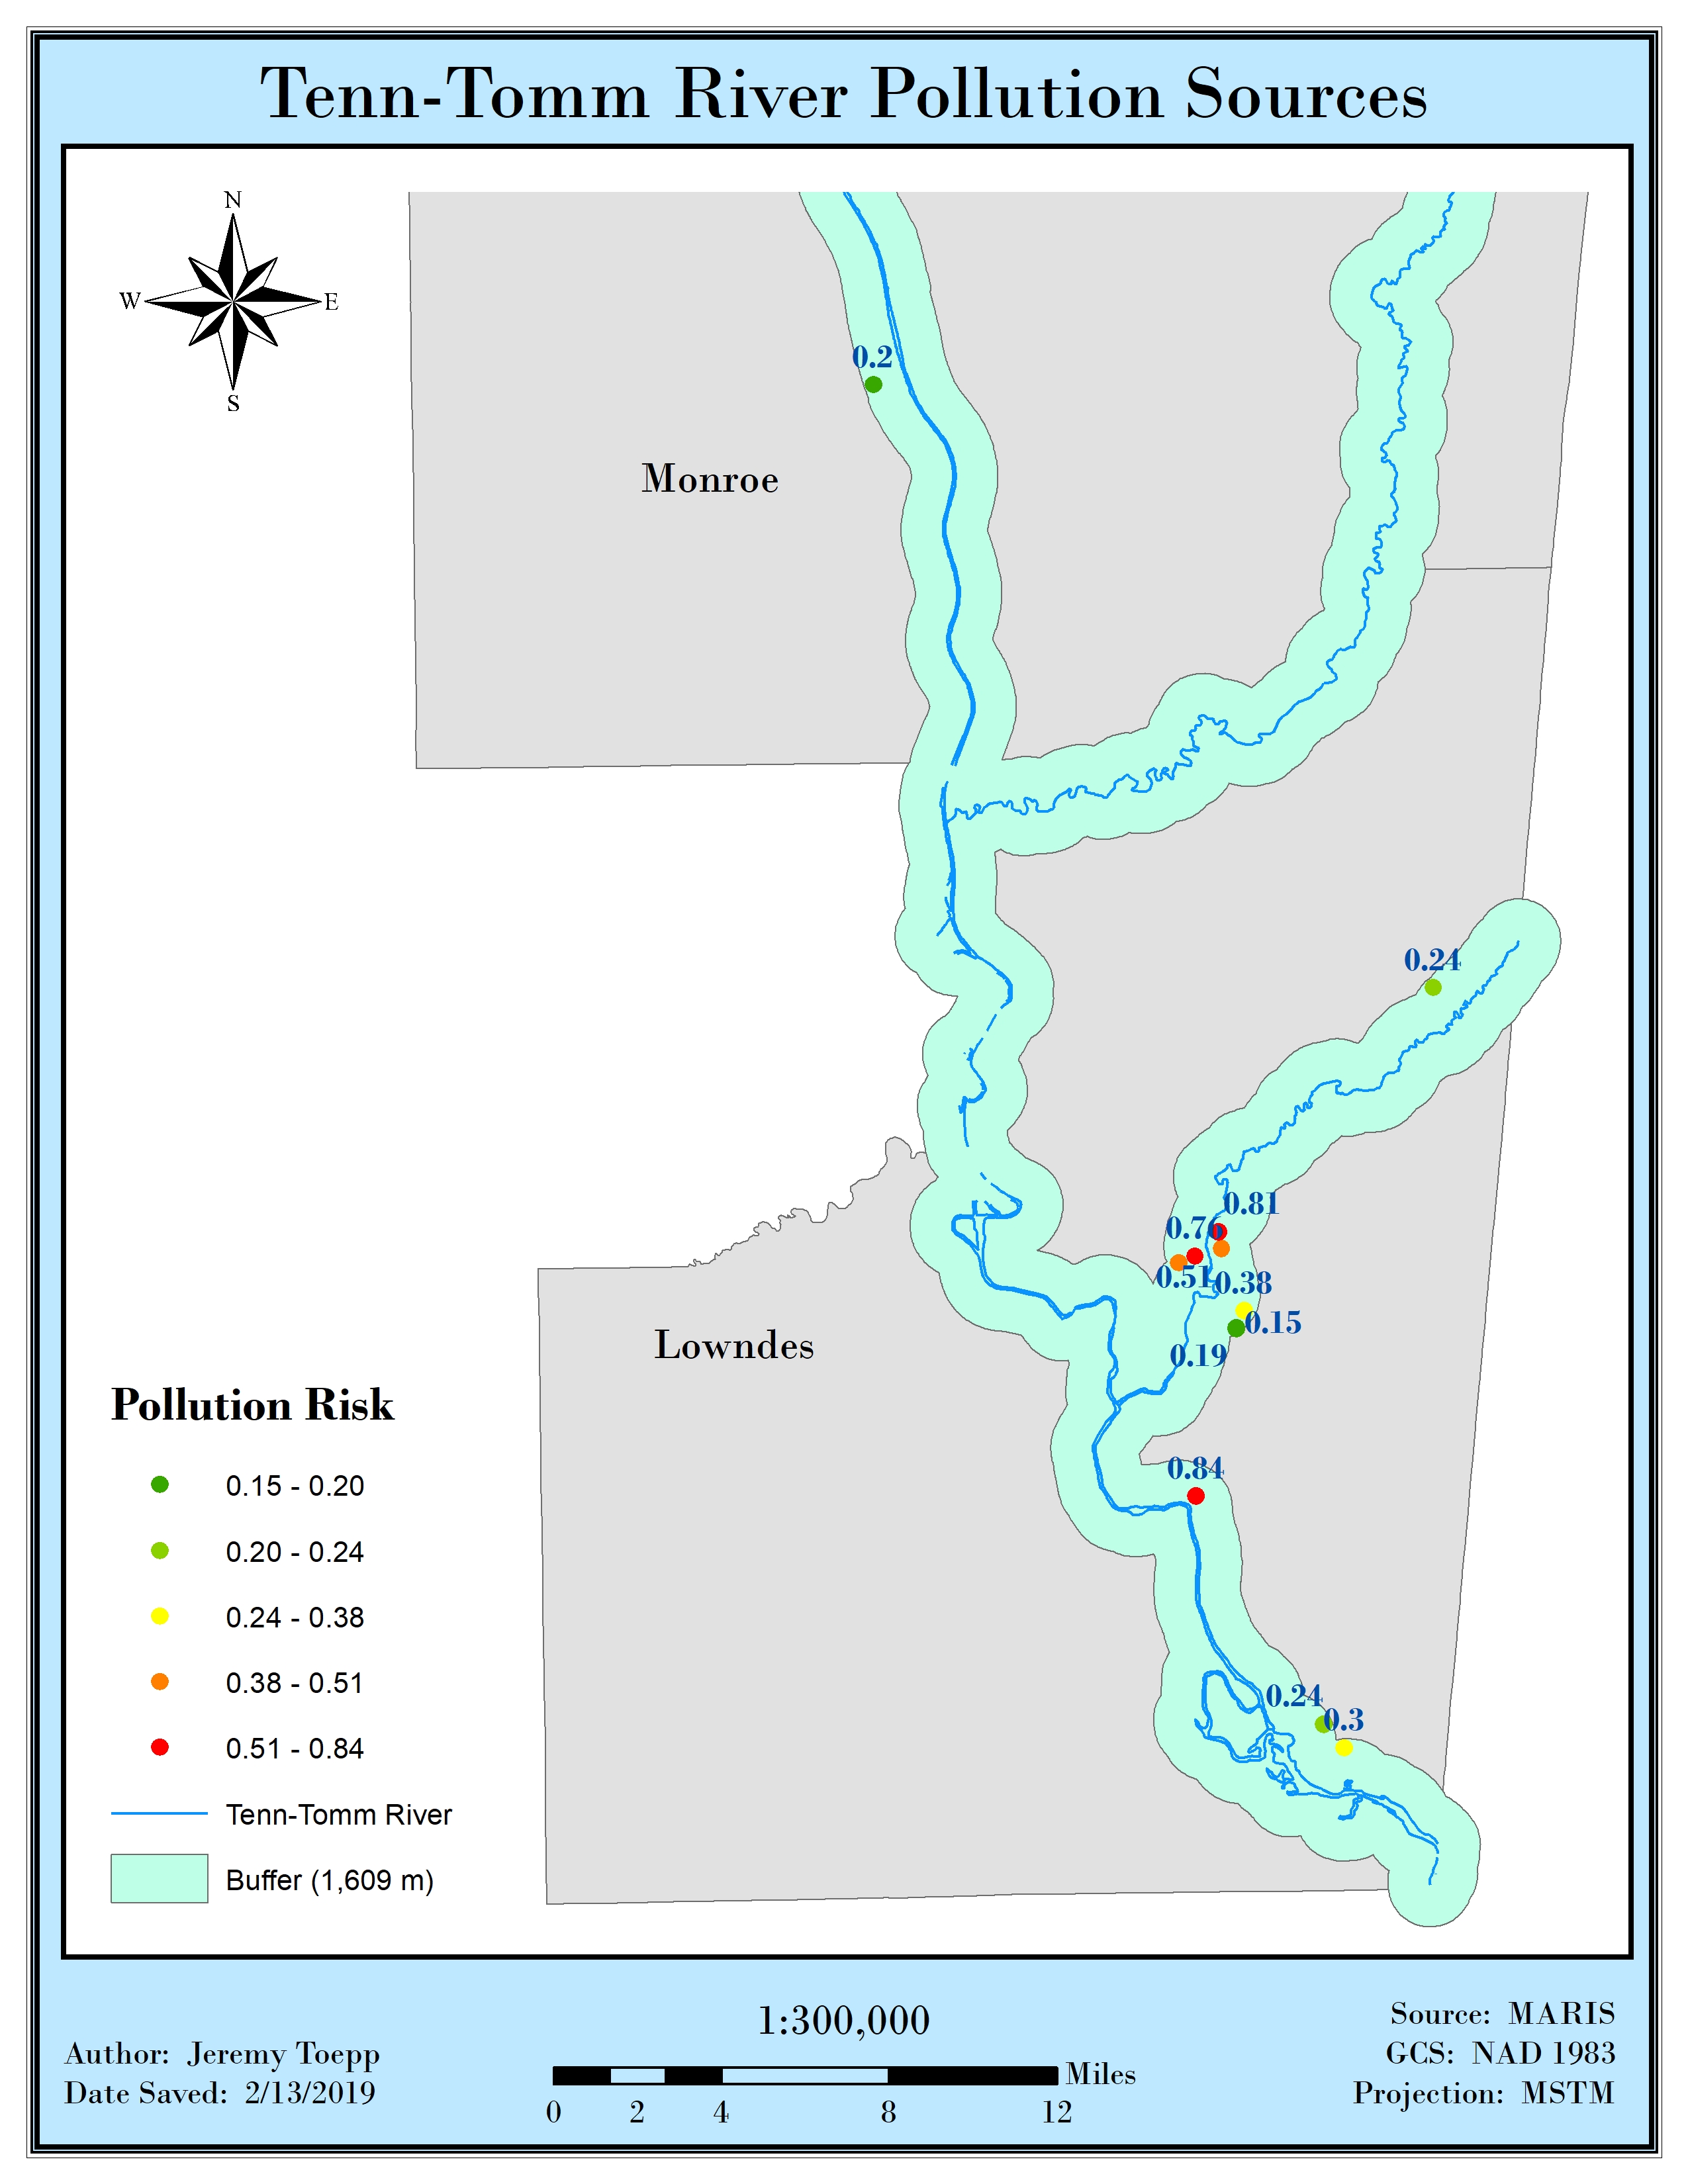 Tenn-Tomm River Pollution Sources
N
W
E
S
0.2
Monroe
0.24
0.81
0.76
0.51
0.38
0.15
0.19
Lowndes
0.84
0.24
0.3
Pollution Risk
0.15 - 0.20
0.20 - 0.24
0.24 - 0.38
0.38 - 0.51
0.51 - 0.84
Tenn-Tomm River
Buffer (1,609 m)
1:300,000
Miles
0 2 4 8 12
Author: Jeremy Toepp
Date Saved: 2/13/2019
Source: MARIS
GCS: NAD 1983
Projection: MSTM